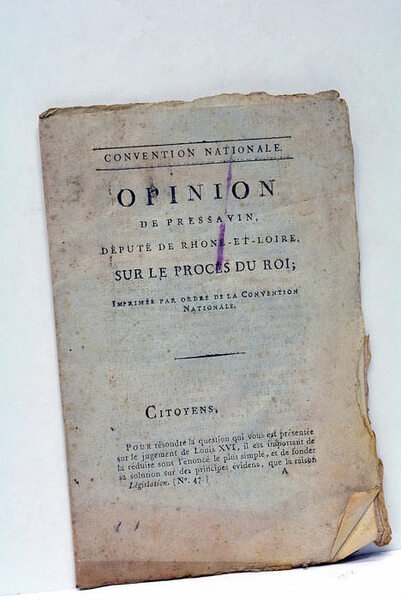 CONVENTION NATIONALE.
OPINION
DE PRESSAVIN,
DÉPUTÉ DE RHONE-ET-LOIRE,
SUR LE PROCÈS DU ROI;
IMPRIMÉE PAR ORDRE DE LA CONVENTION
NATIONALE.
CITOYENS,
POUR résoudre la question qui vous est présentée
sur le jugement de Louis XVI, il est important de
la réduire sous l'énoncé le plus simple, et de fonder
sa solution sur des principes évidens, que la raison
Législation. (N°. 47.) A